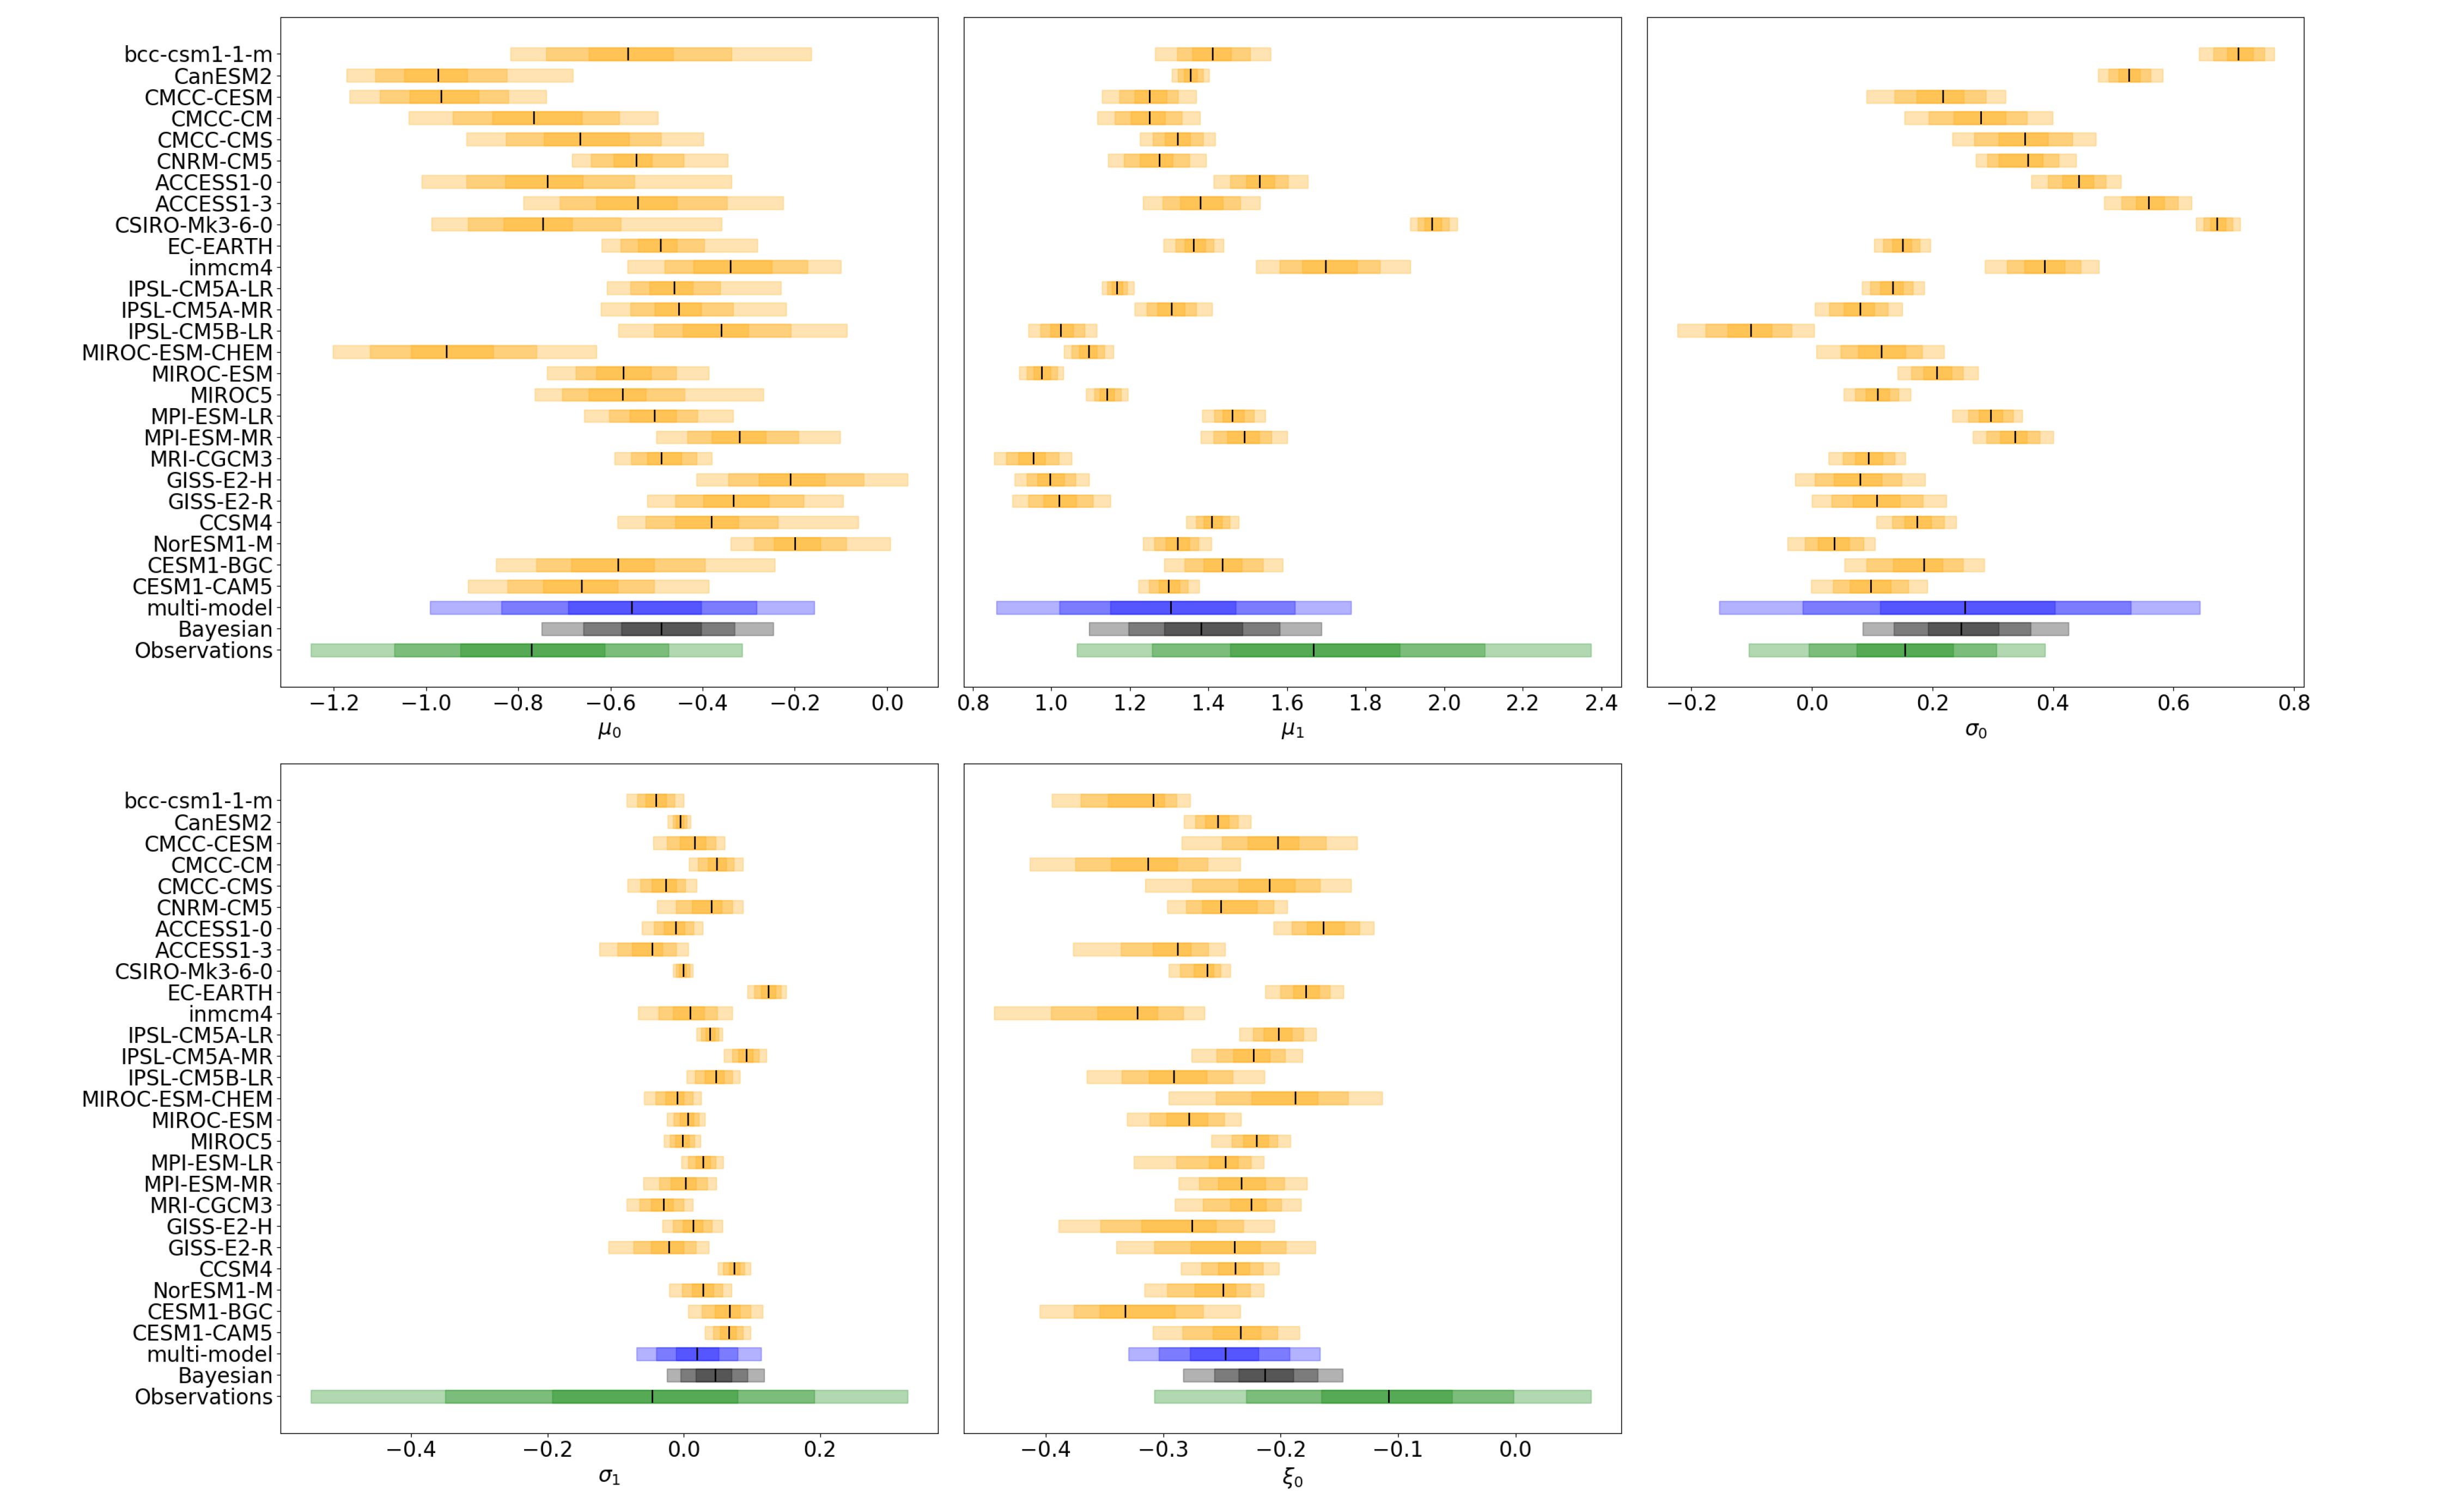 bcc-csm1-1-m
CanESM2
CMCC-CESM
CMCC-CM
CMCC-CMS
CNRM-CM5
ACCESS1-0
ACCESS1-3
CSIRO-Mk3-6-0
EC-EARTH
inmcm4
IPSL-CM5A-LR
IPSL-CM5A-MR
IPSL-CM5B-LR
MIROC-ESM-CHEM
MIROC-ESM
MIROC5
MPI-ESM-LR
MPI-ESM-MR
MRI-CGCM3
GISS-E2-H
GISS-E2-R
CCSM4
NorESM1-M
CESM1-BGC
CESM1-CAM5
multi-model
Bayesian
Observations
−1.2 −1.0 −0.8 −0.6 −0.4 −0.2 0.0
μ₀
0.8 1.0 1.2 1.4 1.6 1.8 2.0 2.2 2.4
μ₁
−0.2 0.0 0.2 0.4 0.6 0.8
σ₀
bcc-csm1-1-m
CanESM2
CMCC-CESM
CMCC-CM
CMCC-CMS
CNRM-CM5
ACCESS1-0
ACCESS1-3
CSIRO-Mk3-6-0
EC-EARTH
inmcm4
IPSL-CM5A-LR
IPSL-CM5A-MR
IPSL-CM5B-LR
MIROC-ESM-CHEM
MIROC-ESM
MIROC5
MPI-ESM-LR
MPI-ESM-MR
MRI-CGCM3
GISS-E2-H
GISS-E2-R
CCSM4
NorESM1-M
CESM1-BGC
CESM1-CAM5
multi-model
Bayesian
Observations
−0.4 −0.2 0.0 0.2
σ₁
−0.4 −0.3 −0.2 −0.1 0.0
ξ₀